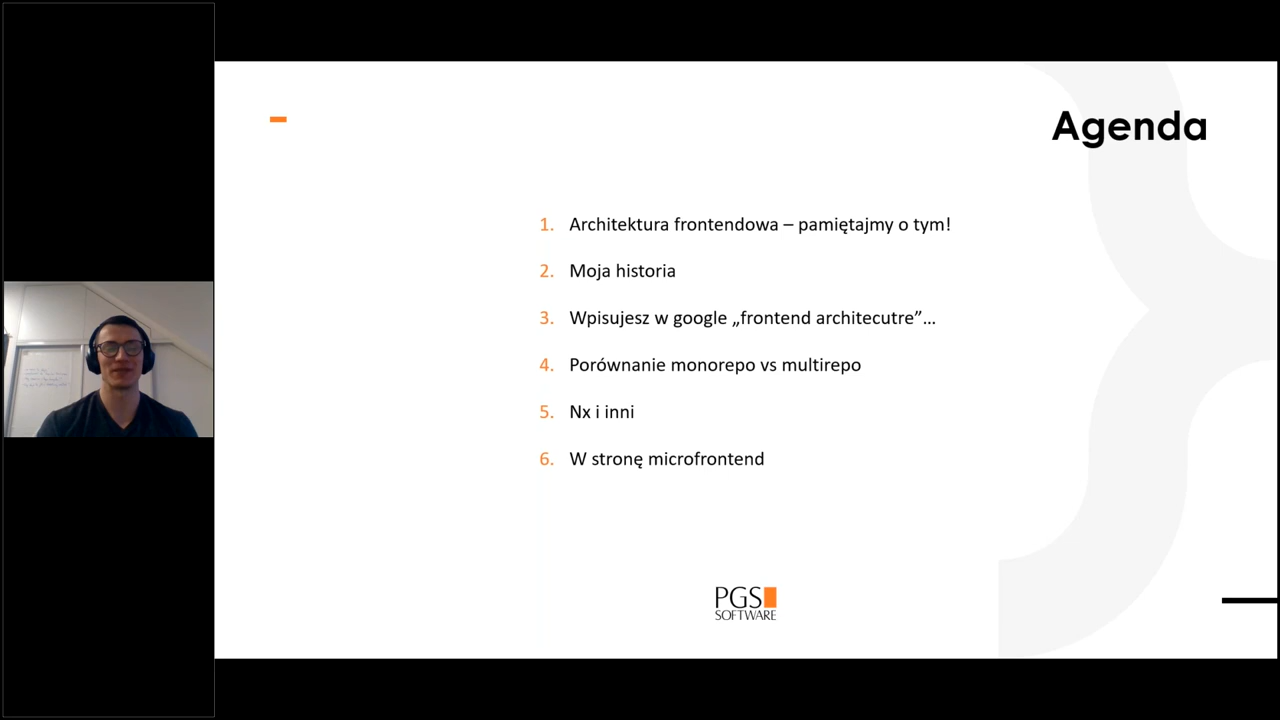 Agenda
1. Architektura frontendowa – pamiętajmy o tym!
2. Moja historia
3. Wpisujesz w google „frontend architecutre”...
4. Porównanie monorepo vs multirepo
5. Nx i inni
6. W stronę microfrontend
PGS
SOFTWARE